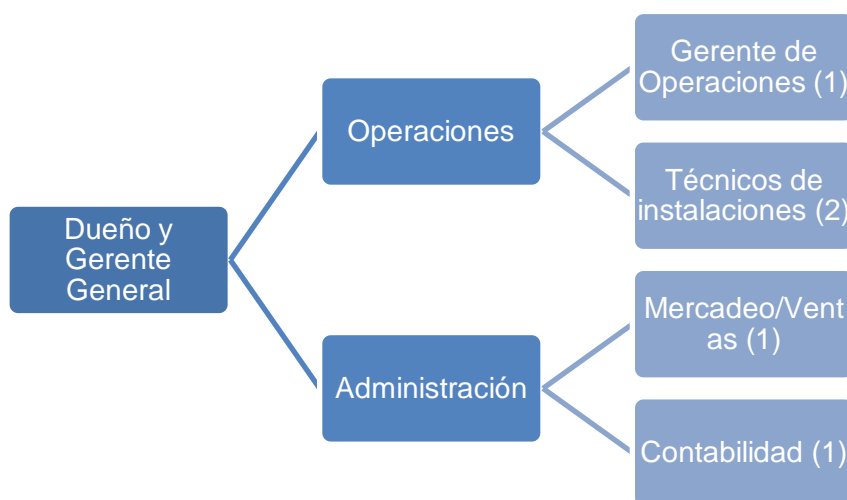 Dueño y
Gerente
General
Operaciones
Gerente de
Operaciones (1)
Técnicos de
instalaciones (2)
Administración
Mercadeo/Vent
as (1)
Contabilidad (1)